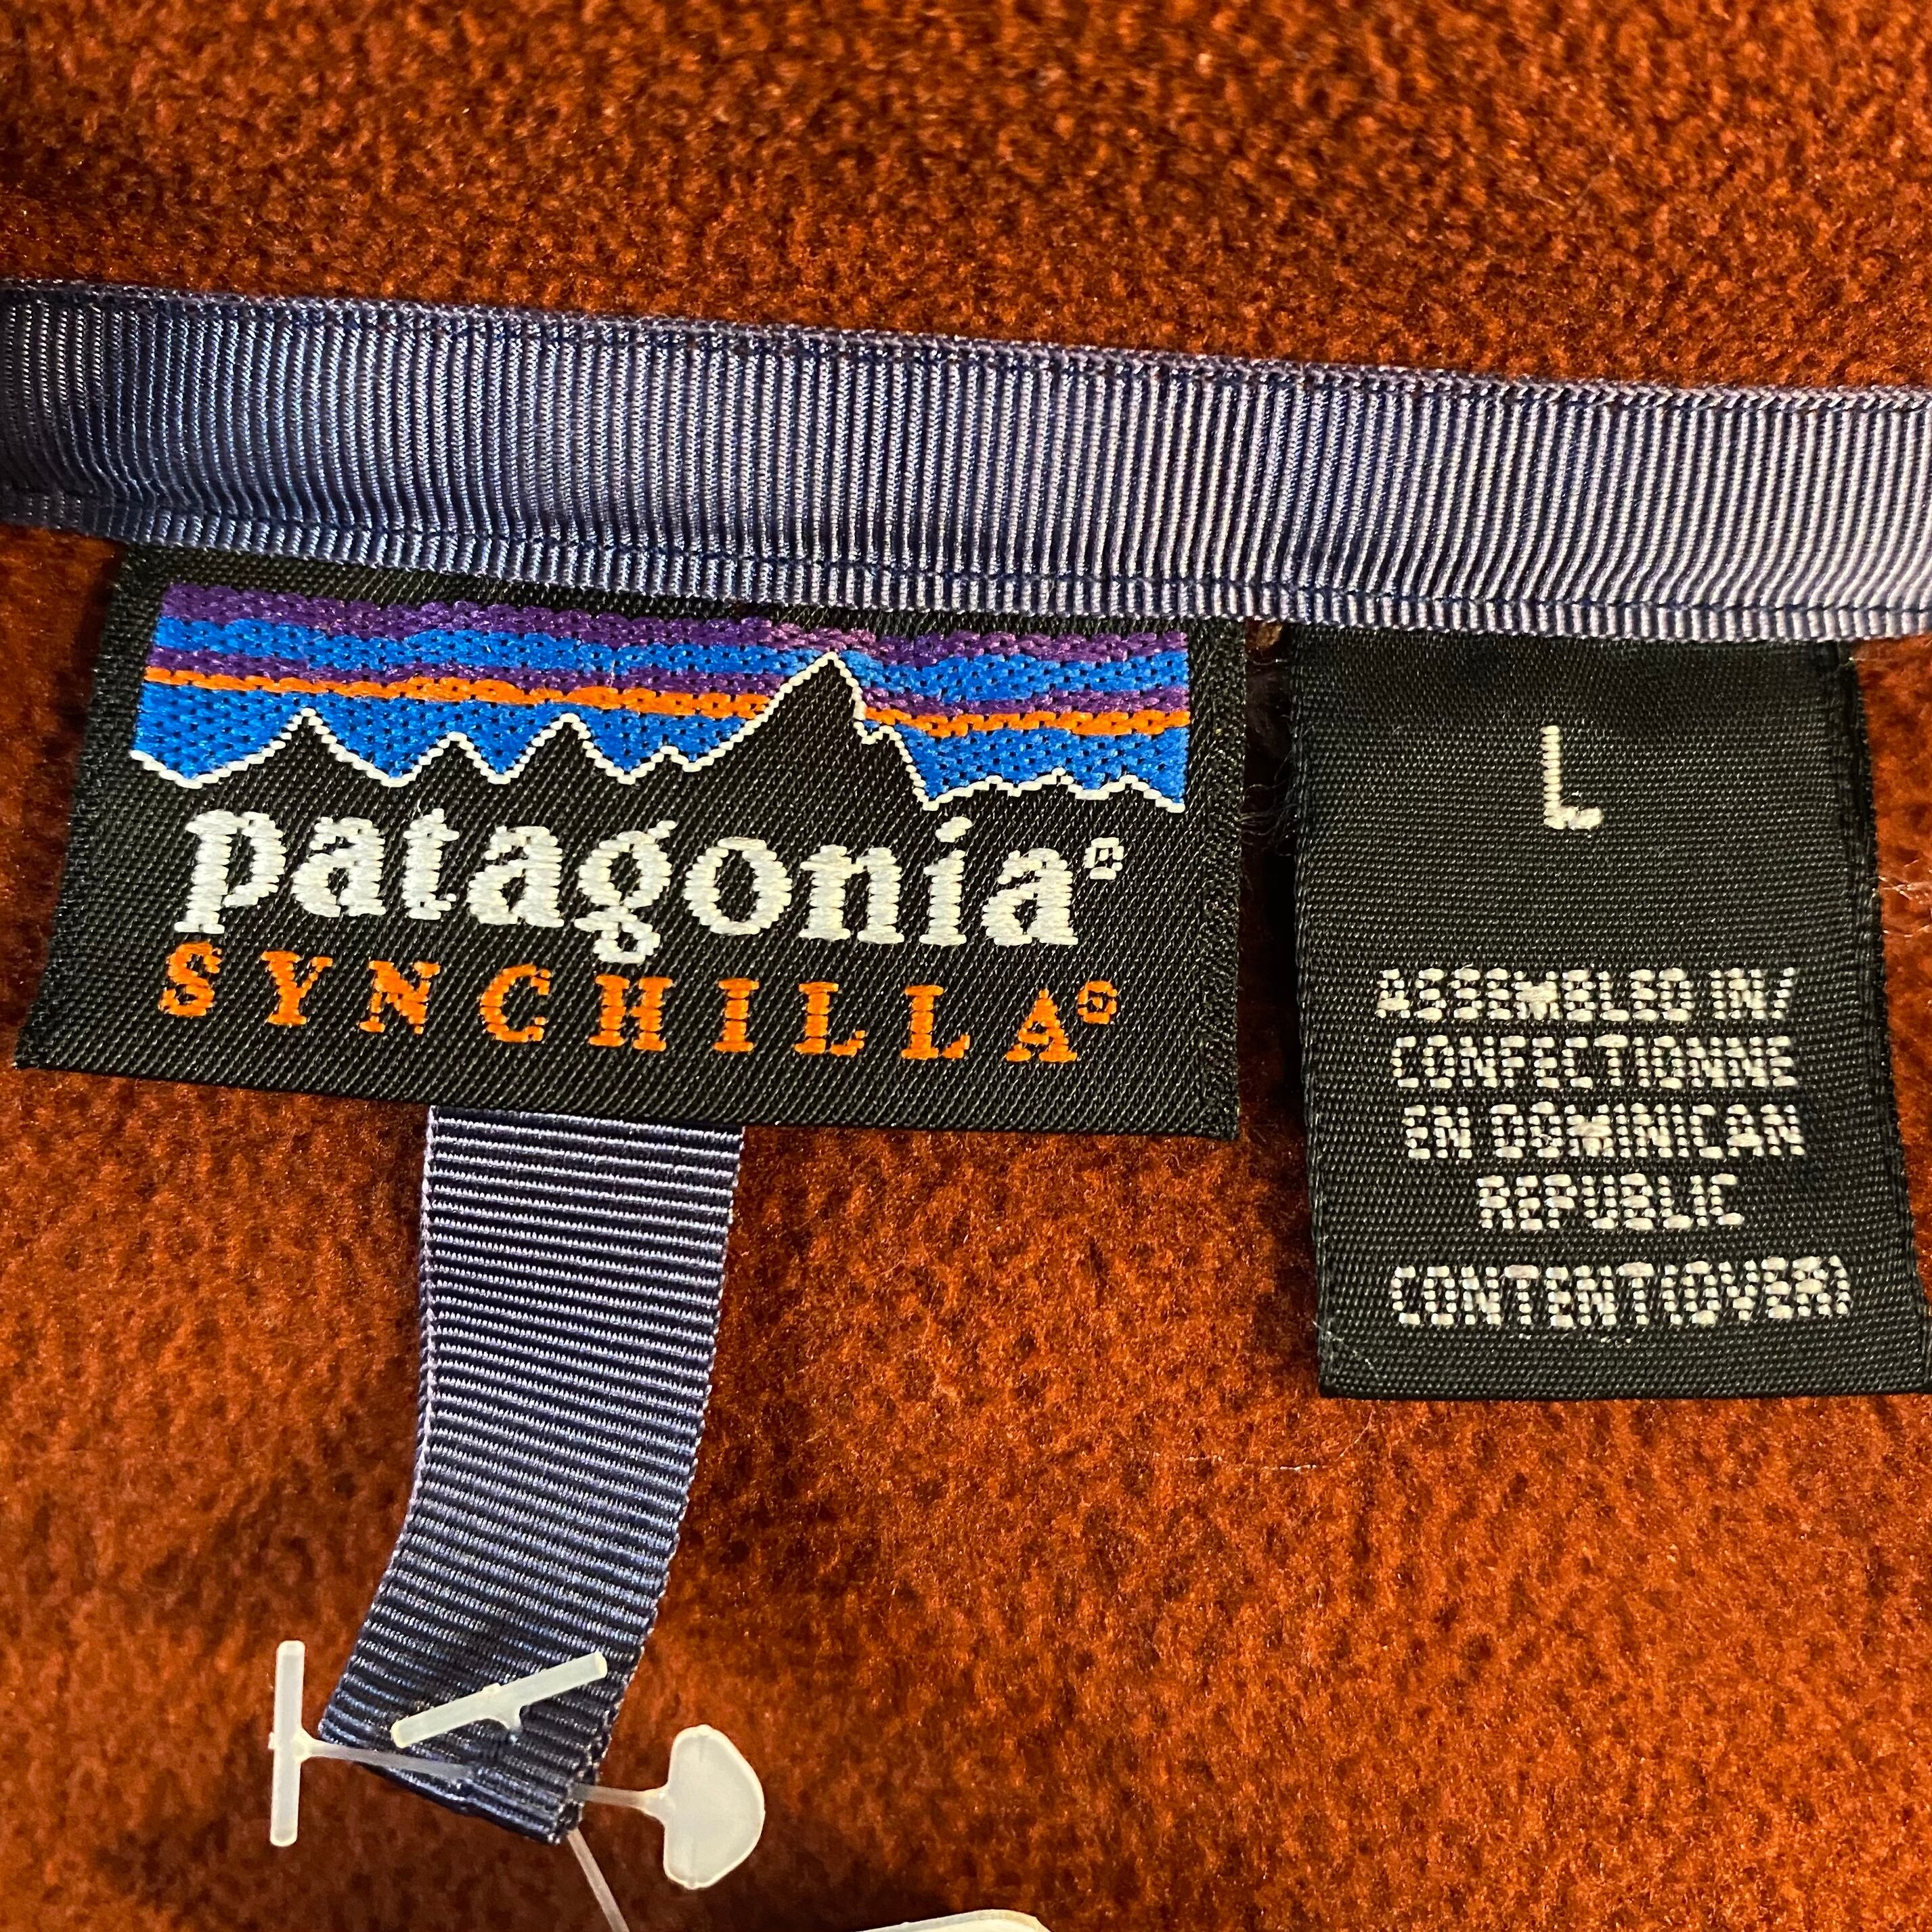 patagonia®
SYNCHILLA®
L
ASSEMBLED IN/
CONFECTIONNE
EN DOMINICAN
REPUBLIC
CONTENT(OVER)